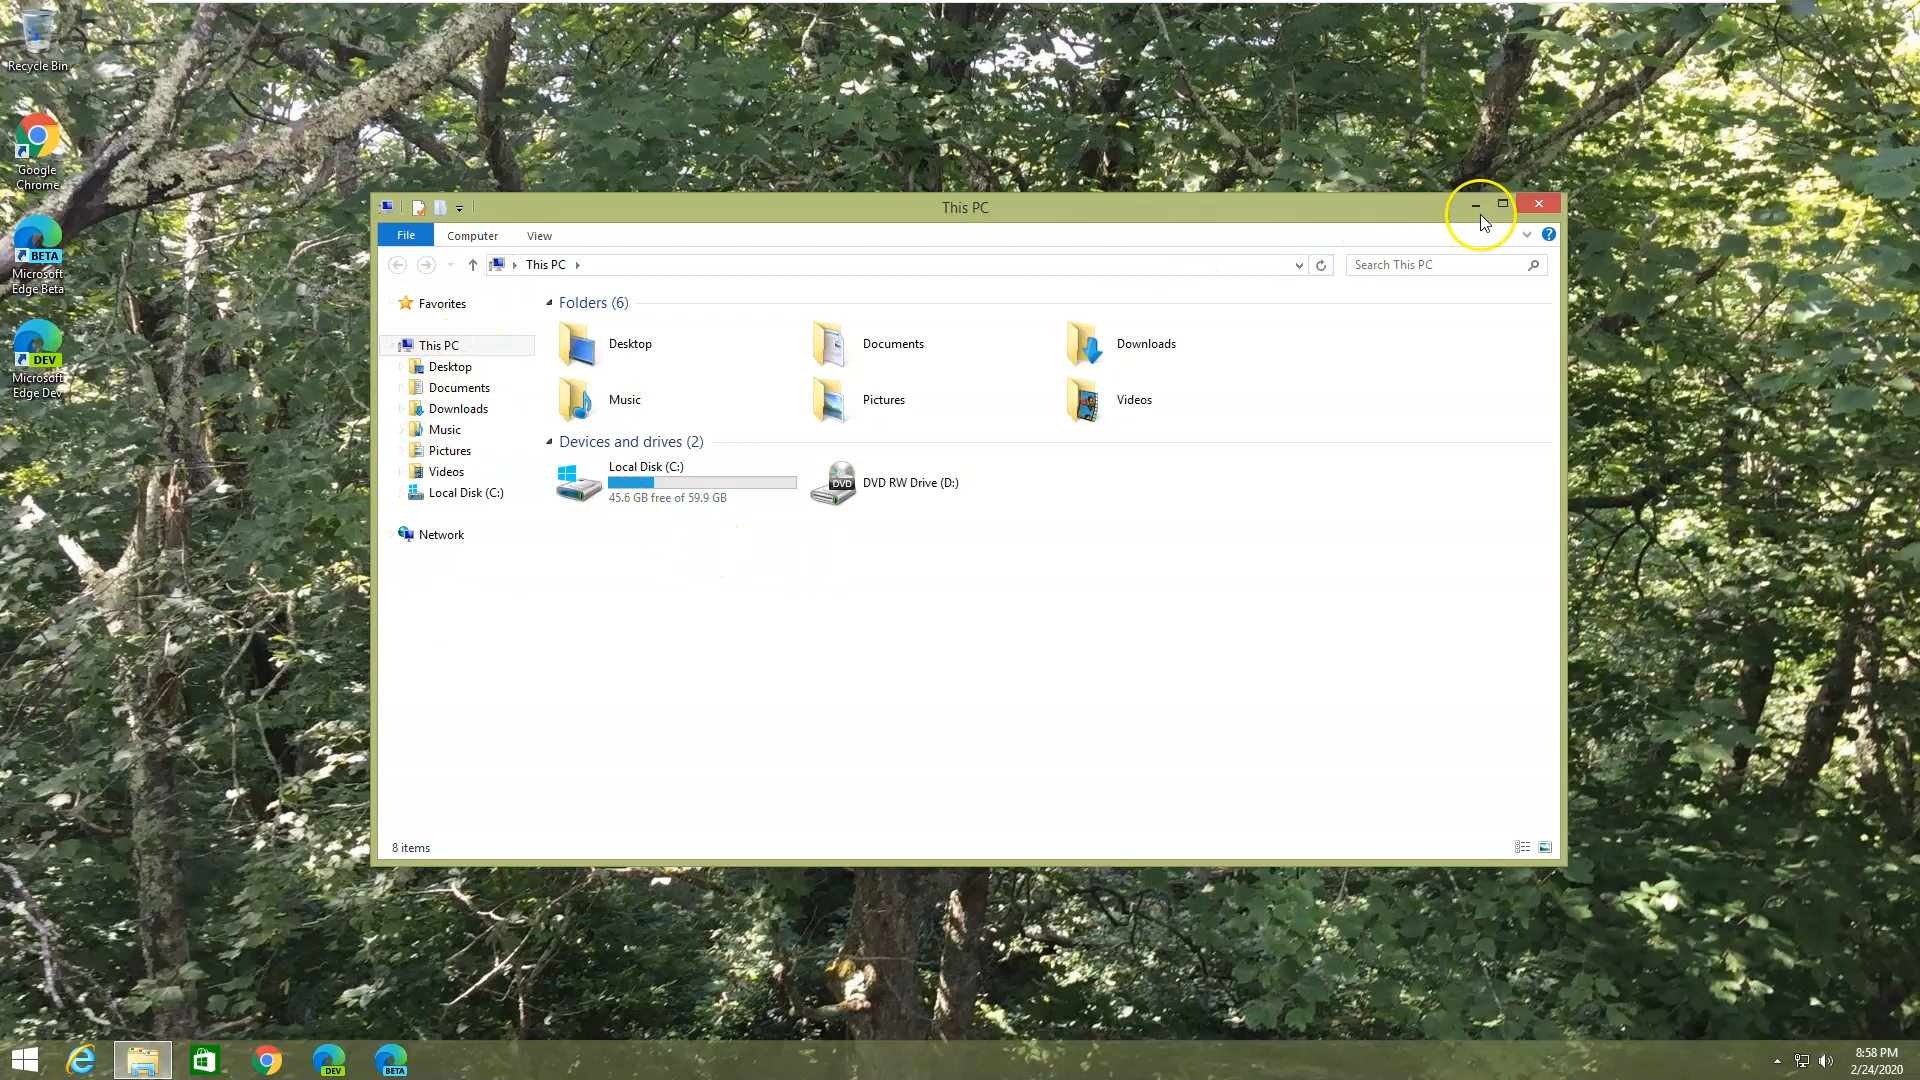 Recycle Bin
Google
Chrome
BETA
Microsoft
Edge Beta
DEV
Microsoft
Edge Dev
This PC
File
Computer
View
This PC
Search This PC
Favorites
This PC
Desktop
Documents
Downloads
Music
Pictures
Videos
Local Disk (C:)
Network
Folders (6)
Desktop
Documents
Downloads
Music
Pictures
Videos
Devices and drives (2)
Local Disk (C:)
45.6 GB free of 59.9 GB
DVD
DVD RW Drive (D:)
8 items
DEV
BETA
8:58 PM
2/24/2020